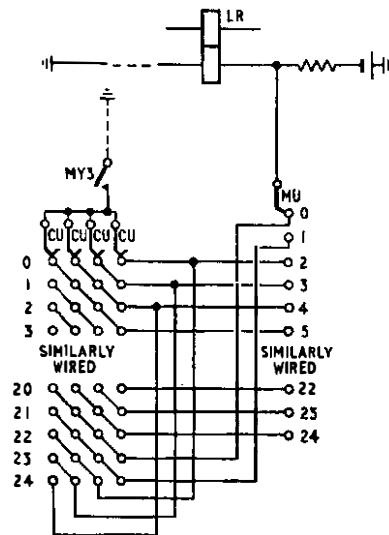 LR
MY3
MU
CU CU CU CU
0
1
2
3
SIMILARLY
WIRED
20
21
22
23
24
0
1
2
3
4
5
SIMILARLY
WIRED
22
23
24